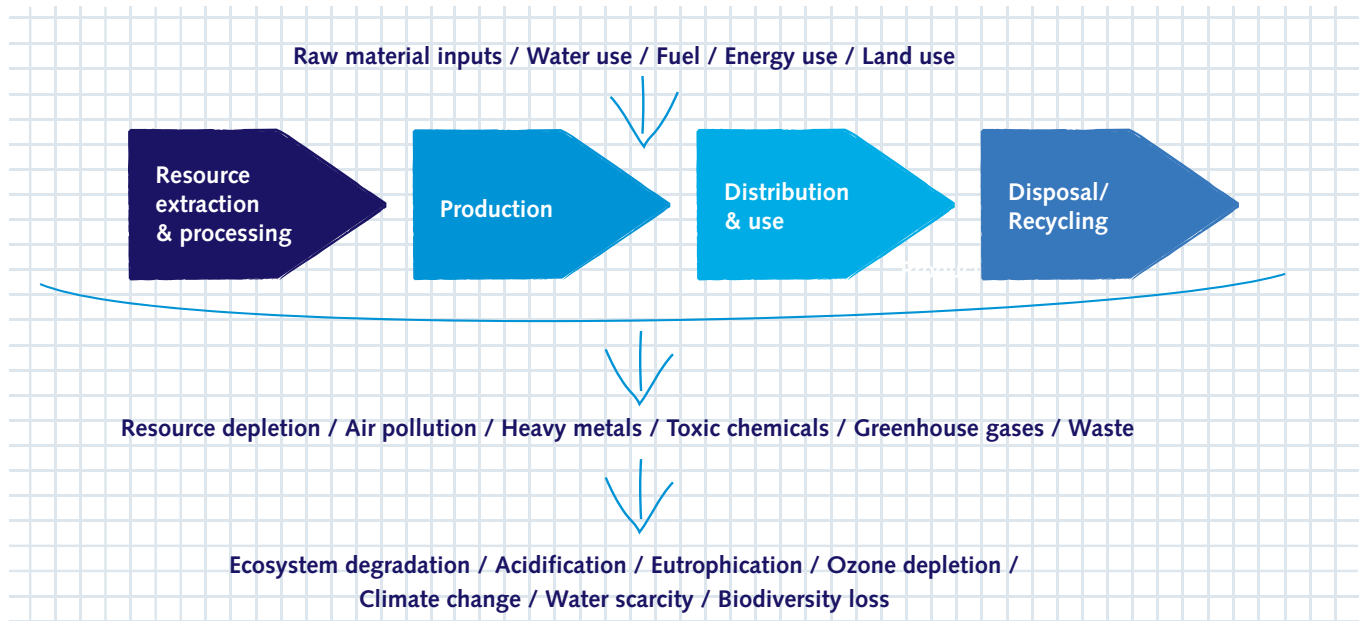 Raw material inputs / Water use / Fuel / Energy use / Land use
Resource
extraction
& processing
Production
Distribution
& use
Disposal/
Recycling
Resource depletion / Air pollution / Heavy metals / Toxic chemicals / Greenhouse gases / Waste
Ecosystem degradation / Acidification / Eutrophication / Ozone depletion /
Climate change / Water scarcity / Biodiversity loss